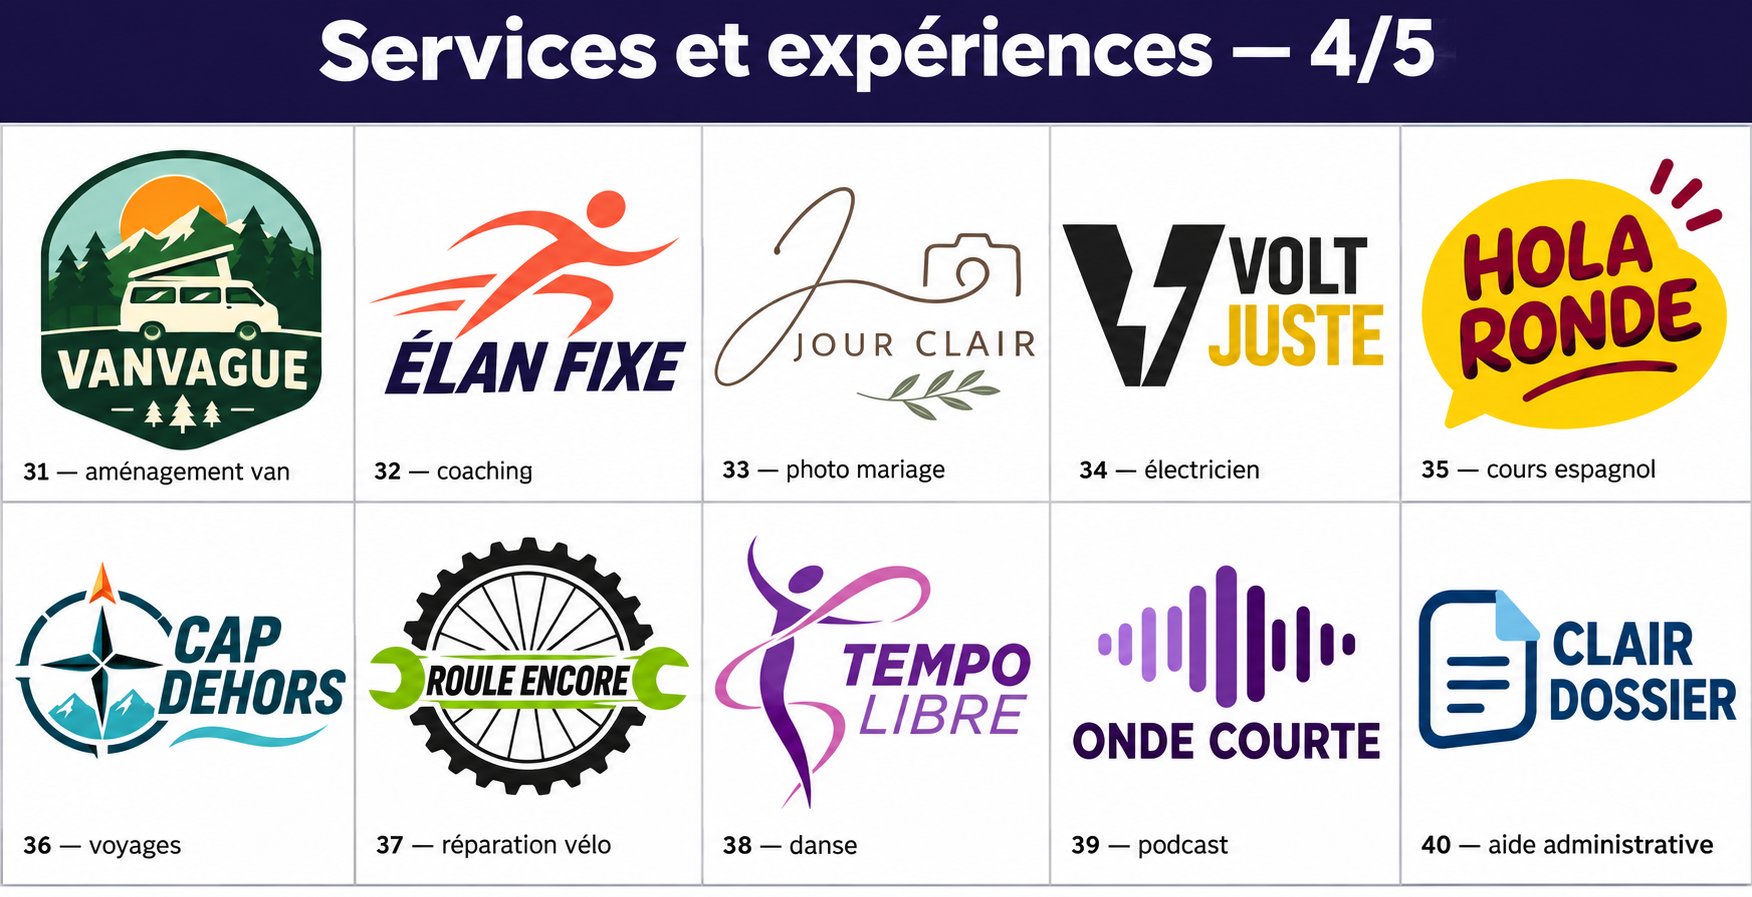 Services et expériences — 4/5
VANVAGUE
31 — aménagement van
ÉLAN FIXE
32 — coaching
JOUR CLAIR
33 — photo mariage
VOLT
JUSTE
34 — électricien
HOLA
RONDE
35 — cours espagnol
CAP
DEHORS
36 — voyages
ROULE ENCORE
37 — réparation vélo
TEMPO
LIBRE
38 — danse
ONDE COURTE
39 — podcast
CLAIR
DOSSIER
40 — aide administrative